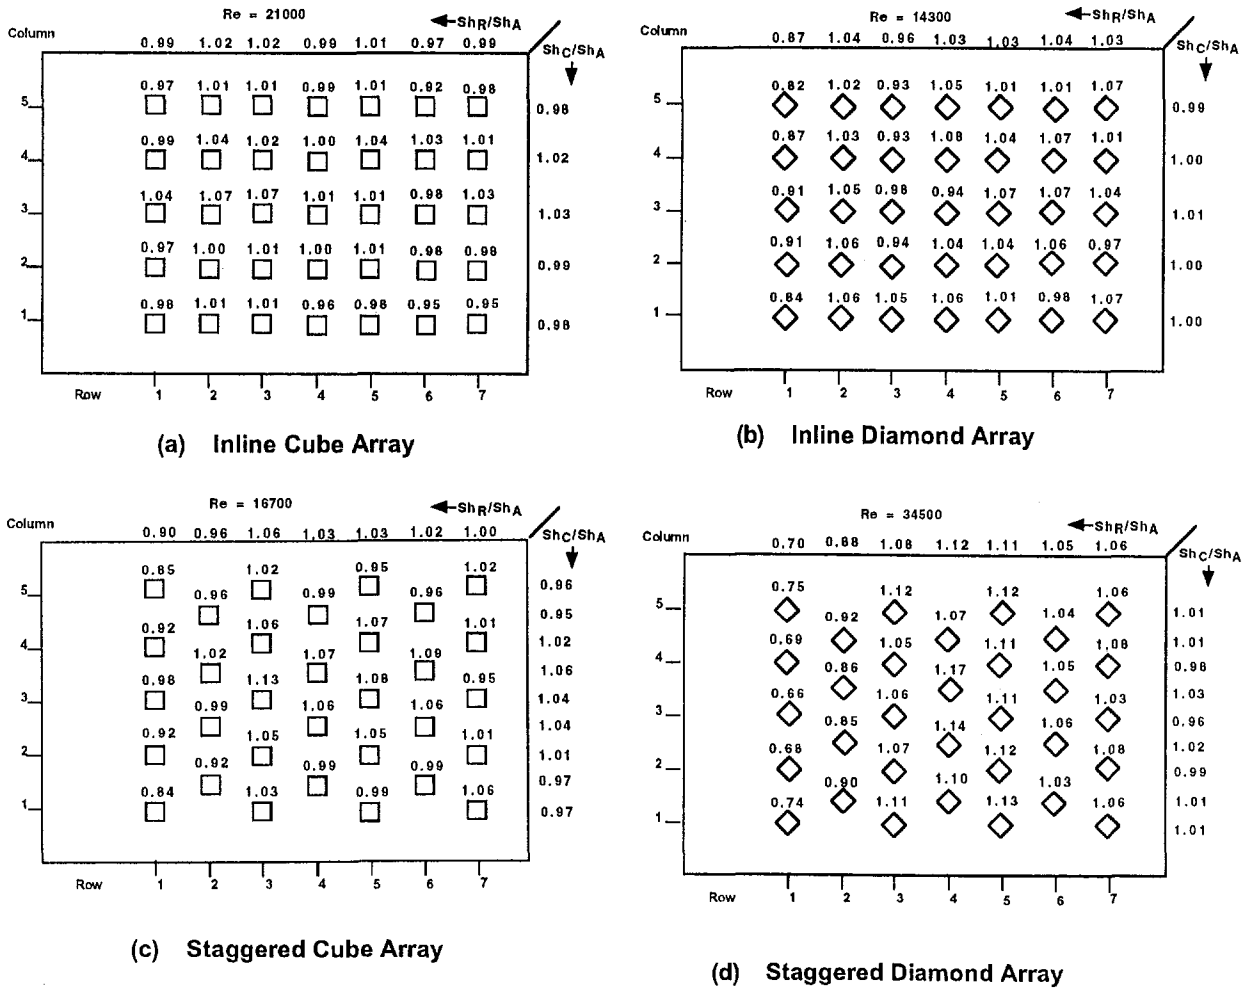 Re = 21000
ShR/ShA
Column
0.99 1.02 1.02 0.99 1.01 0.97 0.99
ShC/ShA
0.97 1.01 1.01 0.99 1.01 0.92 0.98
5
0.98
0.99 1.04 1.02 1.00 1.04 1.03 1.01
4
1.02
1.04 1.07 1.07 1.01 1.01 0.98 1.03
3
1.03
0.97 1.00 1.01 1.00 1.01 0.98 0.98
2
0.99
0.98 1.01 1.01 0.96 0.98 0.95 0.95
1
0.98
Row 1 2 3 4 5 6 7
(a) Inline Cube Array
Re = 14300
ShR/ShA
Column
0.87 1.04 0.96 1.03 1.03 1.04 1.03
ShC/ShA
0.82 1.02 0.93 1.05 1.01 1.01 1.07
5
0.99
0.87 1.03 0.93 1.08 1.04 1.07 1.01
4
1.00
0.91 1.05 0.98 0.94 1.07 1.07 1.04
3
1.01
0.91 1.06 0.94 1.04 1.04 1.06 0.97
2
1.00
0.84 1.06 1.05 1.06 1.01 0.98 1.07
1
1.00
Row 1 2 3 4 5 6 7
(b) Inline Diamond Array
Re = 16700
ShR/ShA
Column
0.90 0.96 1.06 1.03 1.03 1.02 1.00
ShC/ShA
0.85 1.02 0.95 1.02
5
0.96
0.96 0.99 0.96
0.95
0.92 1.06 1.07 1.01
4
1.02
1.02 1.07 1.09
1.06
0.98 1.13 1.08 0.95
3
1.04
0.99 1.06 1.06
1.04
0.92 1.05 1.05 1.01
2
1.01
0.92 0.99 0.99
0.97
0.84 1.03 0.99 1.06
1
0.97
Row 1 2 3 4 5 6 7
(c) Staggered Cube Array
Re = 34500
ShR/ShA
Column
0.70 0.88 1.08 1.12 1.11 1.05 1.06
ShC/ShA
0.75 1.12 1.12 1.06
5
1.01
0.92 1.07 1.04
1.01
0.69 1.05 1.11 1.08
4
0.98
0.86 1.17 1.05
1.03
0.66 1.06 1.11 1.03
3
0.96
0.85 1.14 1.06
1.02
0.68 1.07 1.12 1.08
2
0.99
0.90 1.10 1.03
1.01
0.74 1.11 1.13 1.06
1
1.01
Row 1 2 3 4 5 6 7
(d) Staggered Diamond Array